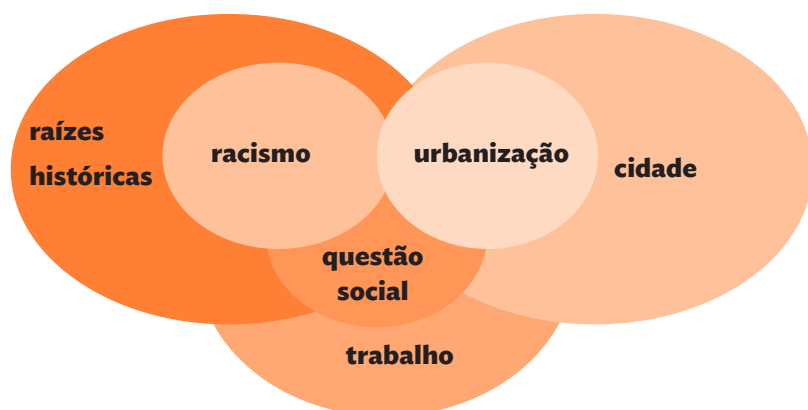 raízes
históricas
racismo
urbanização
cidade
questão
social
trabalho